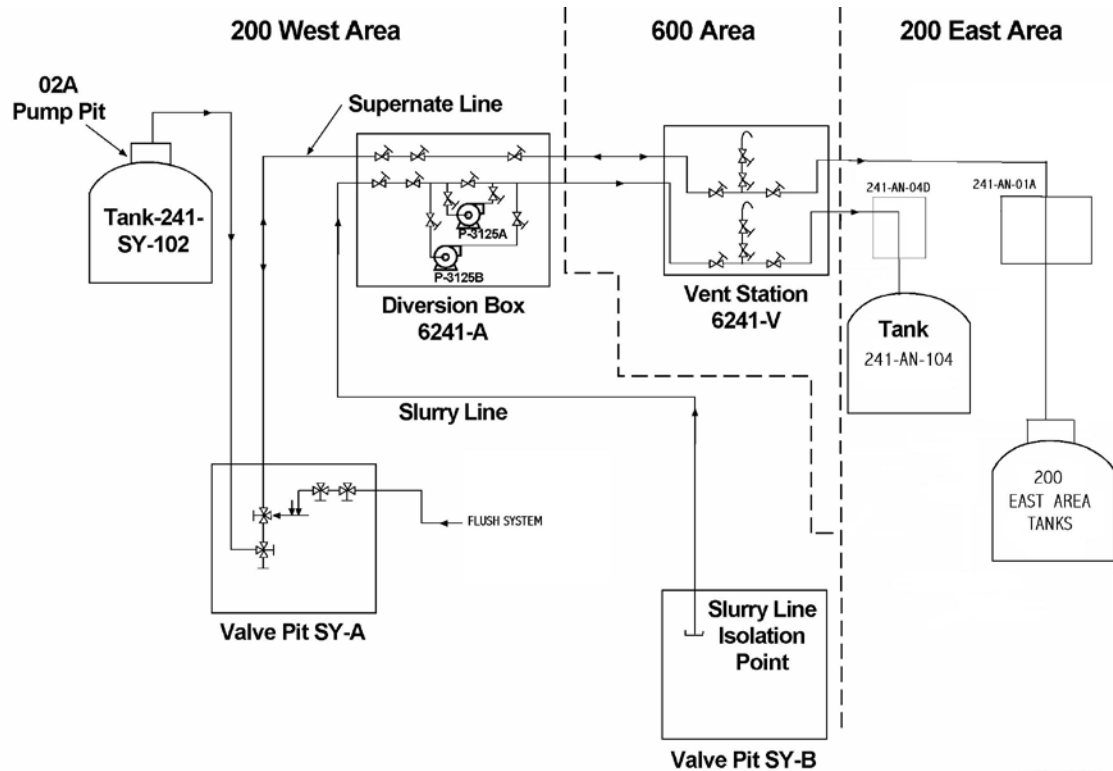 200 West Area
600 Area
200 East Area
02A
Pump Pit
Supernate Line
Tank-241-
SY-102
P-3125A
P-3125B
Diversion Box
6241-A
Vent Station
6241-V
241-AN-04D
241-AN-01A
Tank
241-AN-104
Slurry Line
200
EAST AREA
TANKS
FLUSH SYSTEM
Valve Pit SY-A
Slurry Line
Isolation
Point
Valve Pit SY-B